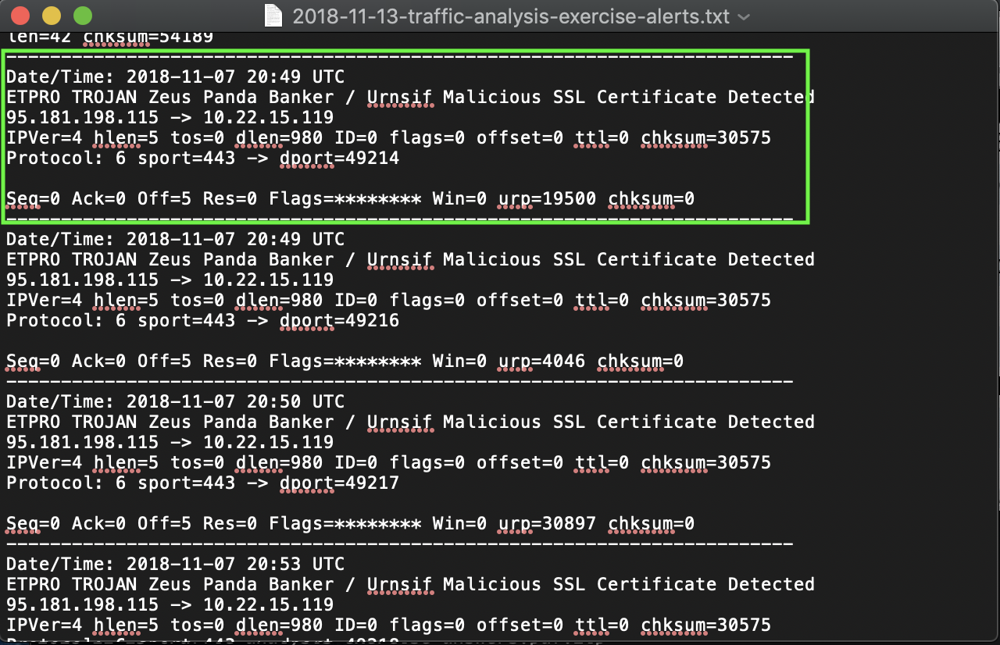 2018-11-13-traffic-analysis-exercise-alerts.txt
len=42 chksum=54189
------------------------------------------------------------------------
Date/Time: 2018-11-07 20:49 UTC
ETPRO TROJAN Zeus Panda Banker / Urnsif Malicious SSL Certificate Detected
95.181.198.115 -> 10.22.15.119
IPVer=4 hlen=5 tos=0 dlen=980 ID=0 flags=0 offset=0 ttl=0 chksum=30575
Protocol: 6 sport=443 -> dport=49214
Seq=0 Ack=0 Off=5 Res=0 Flags=******** Win=0 urp=19500 chksum=0
------------------------------------------------------------------------
Date/Time: 2018-11-07 20:49 UTC
ETPRO TROJAN Zeus Panda Banker / Urnsif Malicious SSL Certificate Detected
95.181.198.115 -> 10.22.15.119
IPVer=4 hlen=5 tos=0 dlen=980 ID=0 flags=0 offset=0 ttl=0 chksum=30575
Protocol: 6 sport=443 -> dport=49216
Seq=0 Ack=0 Off=5 Res=0 Flags=******** Win=0 urp=4046 chksum=0
------------------------------------------------------------------------
Date/Time: 2018-11-07 20:50 UTC
ETPRO TROJAN Zeus Panda Banker / Urnsif Malicious SSL Certificate Detected
95.181.198.115 -> 10.22.15.119
IPVer=4 hlen=5 tos=0 dlen=980 ID=0 flags=0 offset=0 ttl=0 chksum=30575
Protocol: 6 sport=443 -> dport=49217
Seq=0 Ack=0 Off=5 Res=0 Flags=******** Win=0 urp=30897 chksum=0
------------------------------------------------------------------------
Date/Time: 2018-11-07 20:53 UTC
ETPRO TROJAN Zeus Panda Banker / Urnsif Malicious SSL Certificate Detected
95.181.198.115 -> 10.22.15.119
IPVer=4 hlen=5 tos=0 dlen=980 ID=0 flags=0 offset=0 ttl=0 chksum=30575